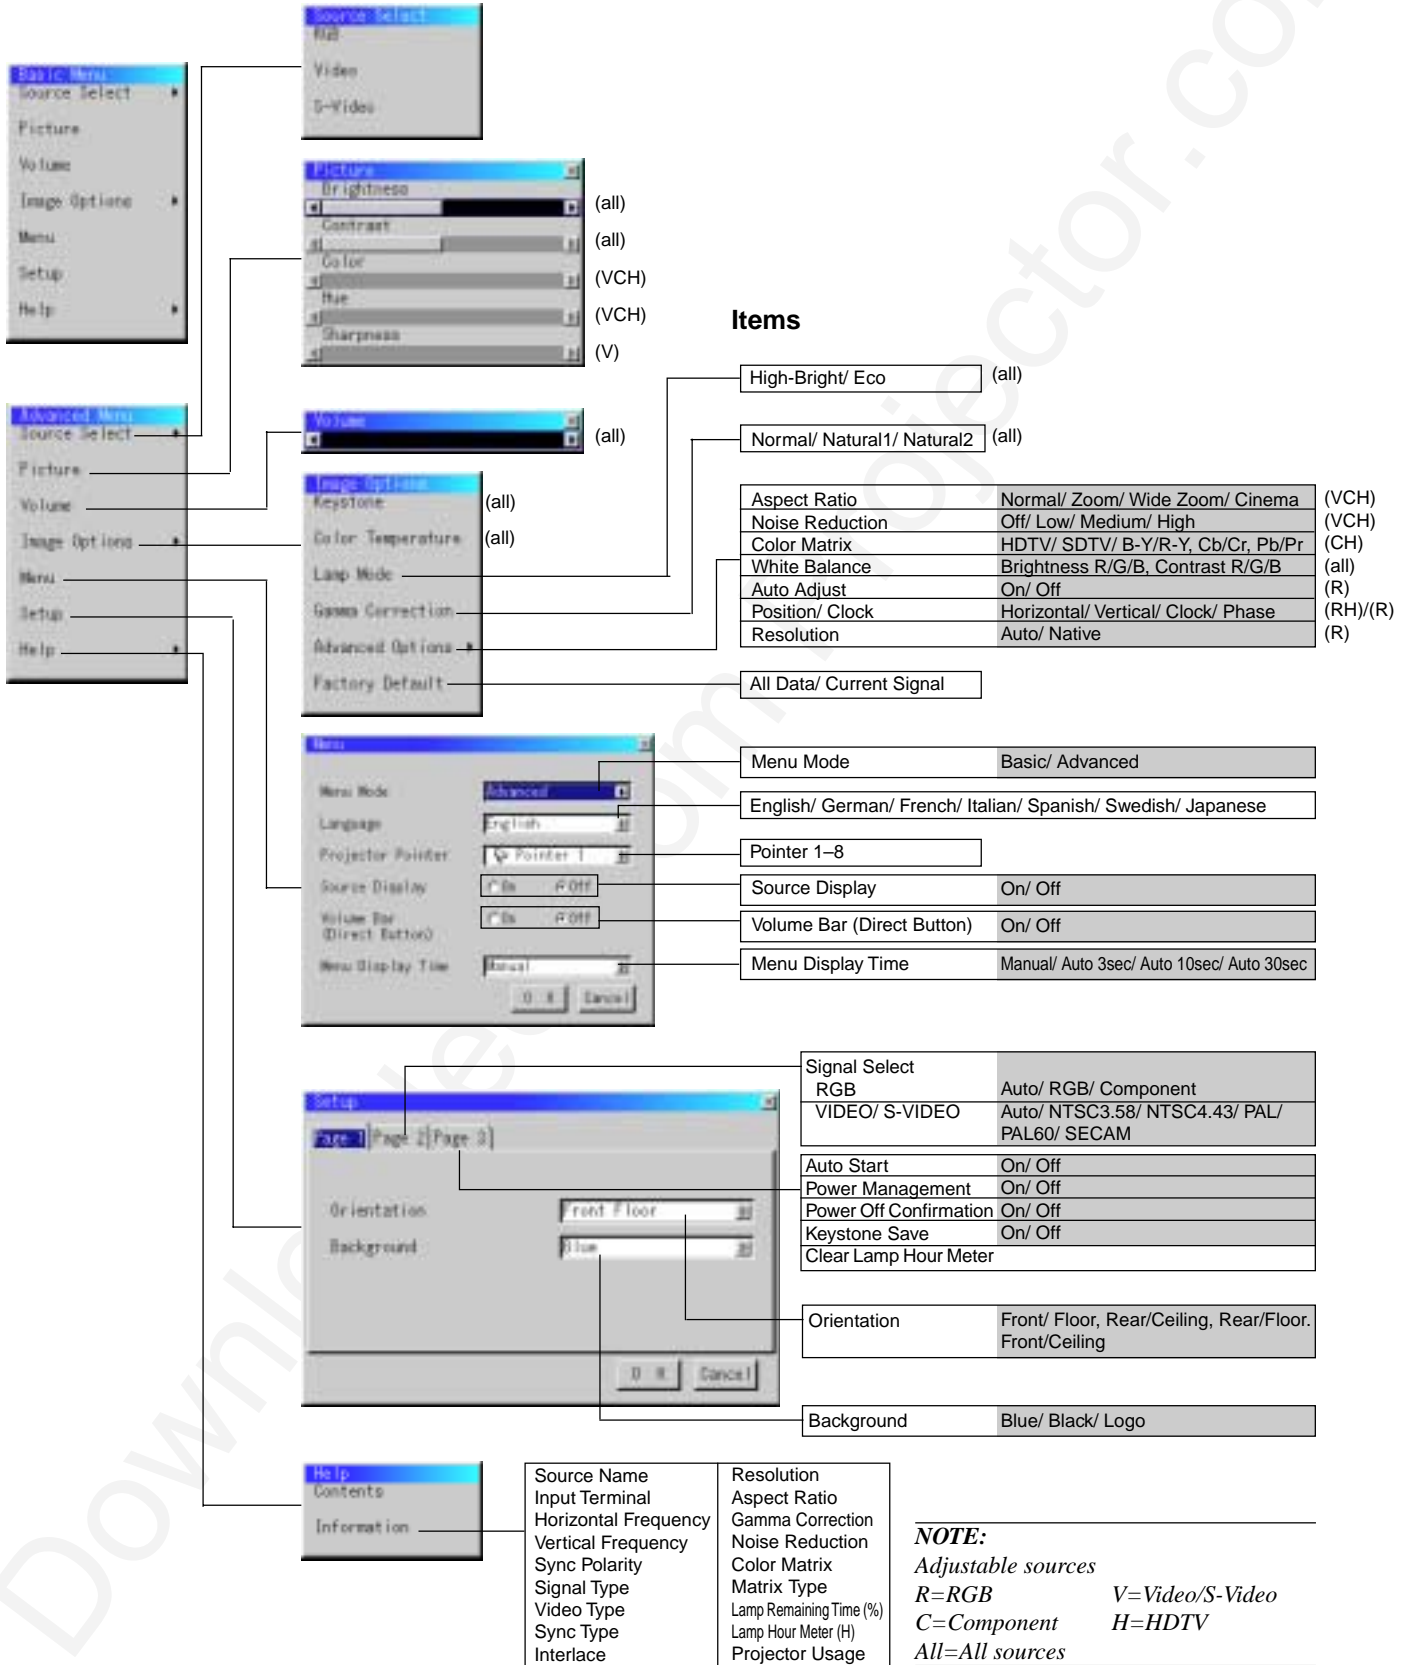 Source Select
RGB
Video
S-Video
Basic Menu
Source Select
Picture
Volume
Image Options
Menu
Setup
Help
Picture
Brightness
(all)
Contrast
(all)
Color
(VCH)
Hue
(VCH)
Sharpness
(V)
Items
High-Bright/ Eco (all)
Normal/ Natural1/ Natural2 (all)
Advanced Menu
Source Select
Picture
Volume
Image Options
Menu
Setup
Help
Volume
(all)
Image Options
Keystone (all)
Color Temperature (all)
Lamp Mode
Gamma Correction
Advanced Options
Factory Default
Aspect Ratio Normal/ Zoom/ Wide Zoom/ Cinema (VCH)
Noise Reduction Off/ Low/ Medium/ High (VCH)
Color Matrix HDTV/ SDTV/ B-Y/R-Y, Cb/Cr, Pb/Pr (CH)
White Balance Brightness R/G/B, Contrast R/G/B (all)
Auto Adjust On/ Off (R)
Position/ Clock Horizontal/ Vertical/ Clock/ Phase (RH)/(R)
Resolution Auto/ Native (R)
All Data/ Current Signal
Menu
Menu Mode Advanced
Language English
Projector Pointer Pointer 1
Source Display On Off
Volume Bar On Off
(Direct Button)
Menu Display Time Manual
O K Cancel
Menu Mode Basic/ Advanced
English/ German/ French/ Italian/ Spanish/ Swedish/ Japanese
Pointer 1–8
Source Display On/ Off
Volume Bar (Direct Button) On/ Off
Menu Display Time Manual/ Auto 3sec/ Auto 10sec/ Auto 30sec
Setup
Page 1 Page 2 Page 3
Orientation Front Floor
Background Blue
O K Cancel
Signal Select
RGB Auto/ RGB/ Component
VIDEO/ S-VIDEO Auto/ NTSC3.58/ NTSC4.43/ PAL/
PAL60/ SECAM
Auto Start On/ Off
Power Management On/ Off
Power Off Confirmation On/ Off
Keystone Save On/ Off
Clear Lamp Hour Meter
Orientation Front/ Floor, Rear/Ceiling, Rear/Floor.
Front/Ceiling
Background Blue/ Black/ Logo
Help
Contents
Information
Source Name
Input Terminal
Horizontal Frequency
Vertical Frequency
Sync Polarity
Signal Type
Video Type
Sync Type
Interlace
Resolution
Aspect Ratio
Gamma Correction
Noise Reduction
Color Matrix
Matrix Type
Lamp Remaining Time (%)
Lamp Hour Meter (H)
Projector Usage
NOTE:
Adjustable sources
R=RGB V=Video/S-Video
C=Component H=HDTV
All=All sources